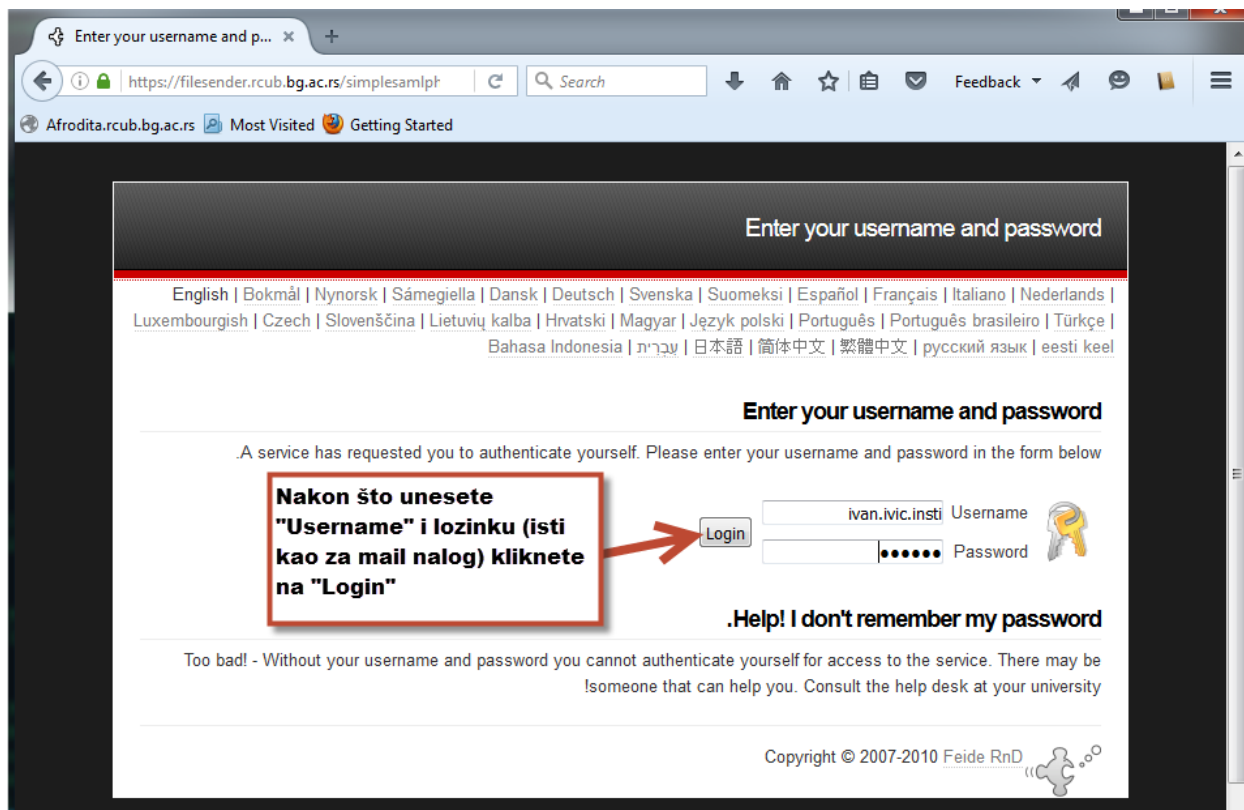 Enter your username and p...
https://filesender.rcub.bg.ac.rs/simplesamlph
Search
Feedback
Afrodita.rcub.bg.ac.rs Most Visited Getting Started
Enter your username and password
English | Bokmål | Nynorsk | Sámegiella | Dansk | Deutsch | Svenska | Suomeksi | Español | Français | Italiano | Nederlands |
Luxembourgish | Czech | Slovenščina | Lietuvių kalba | Hrvatski | Magyar | Język polski | Português | Português brasileiro | Türkçe |
Bahasa Indonesia | עִבְרִית | 日本語 | 简体中文 | 繁體中文 | русский язык | eesti keel
Enter your username and password
.A service has requested you to authenticate yourself. Please enter your username and password in the form below
Nakon što unesete
"Username" i lozinku (isti
kao za mail nalog) kliknete
na "Login"
Login
ivan.ivic.insti Username
●●●●●● Password
.Help! I don't remember my password
Too bad! - Without your username and password you cannot authenticate yourself for access to the service. There may be
!someone that can help you. Consult the help desk at your university
Copyright © 2007-2010 Feide RnD